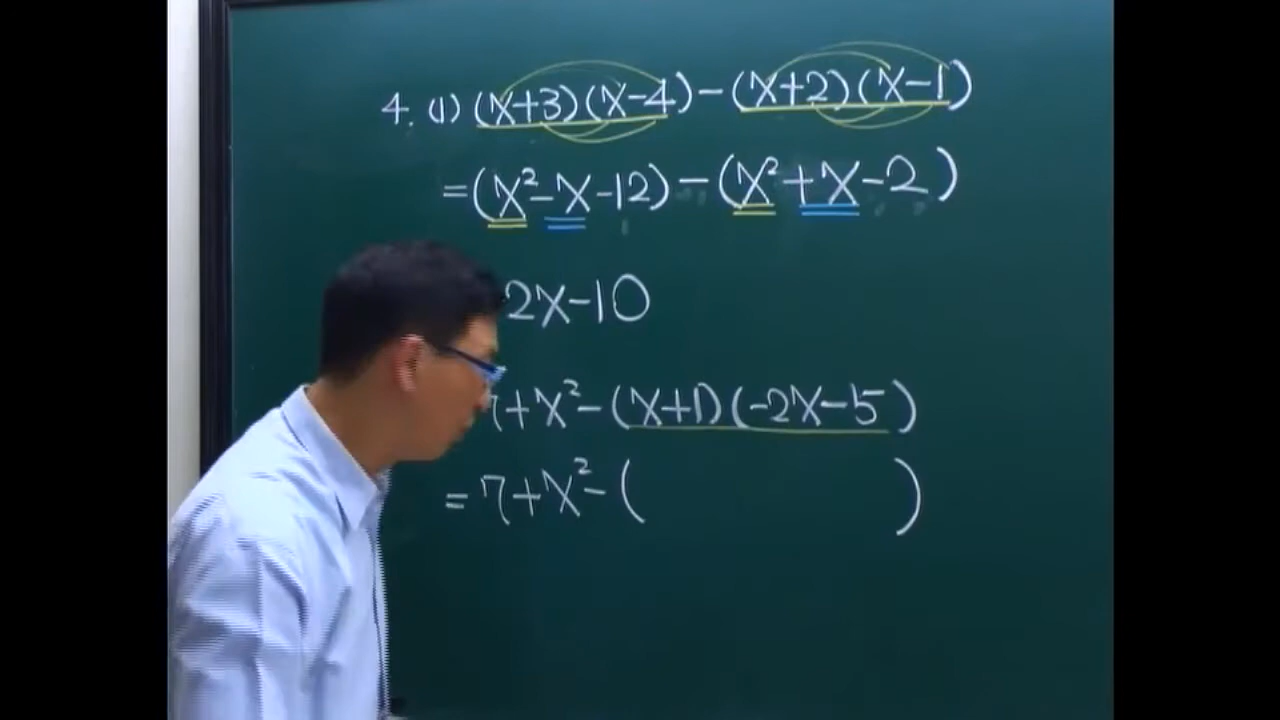 4. (1) (x+3)(x-4)-(x+2)(x-1)
=(x²-x-12)-(x²+x-2)
2x-10
7+x²-(x+1)(-2x-5)
=7+x²-( )